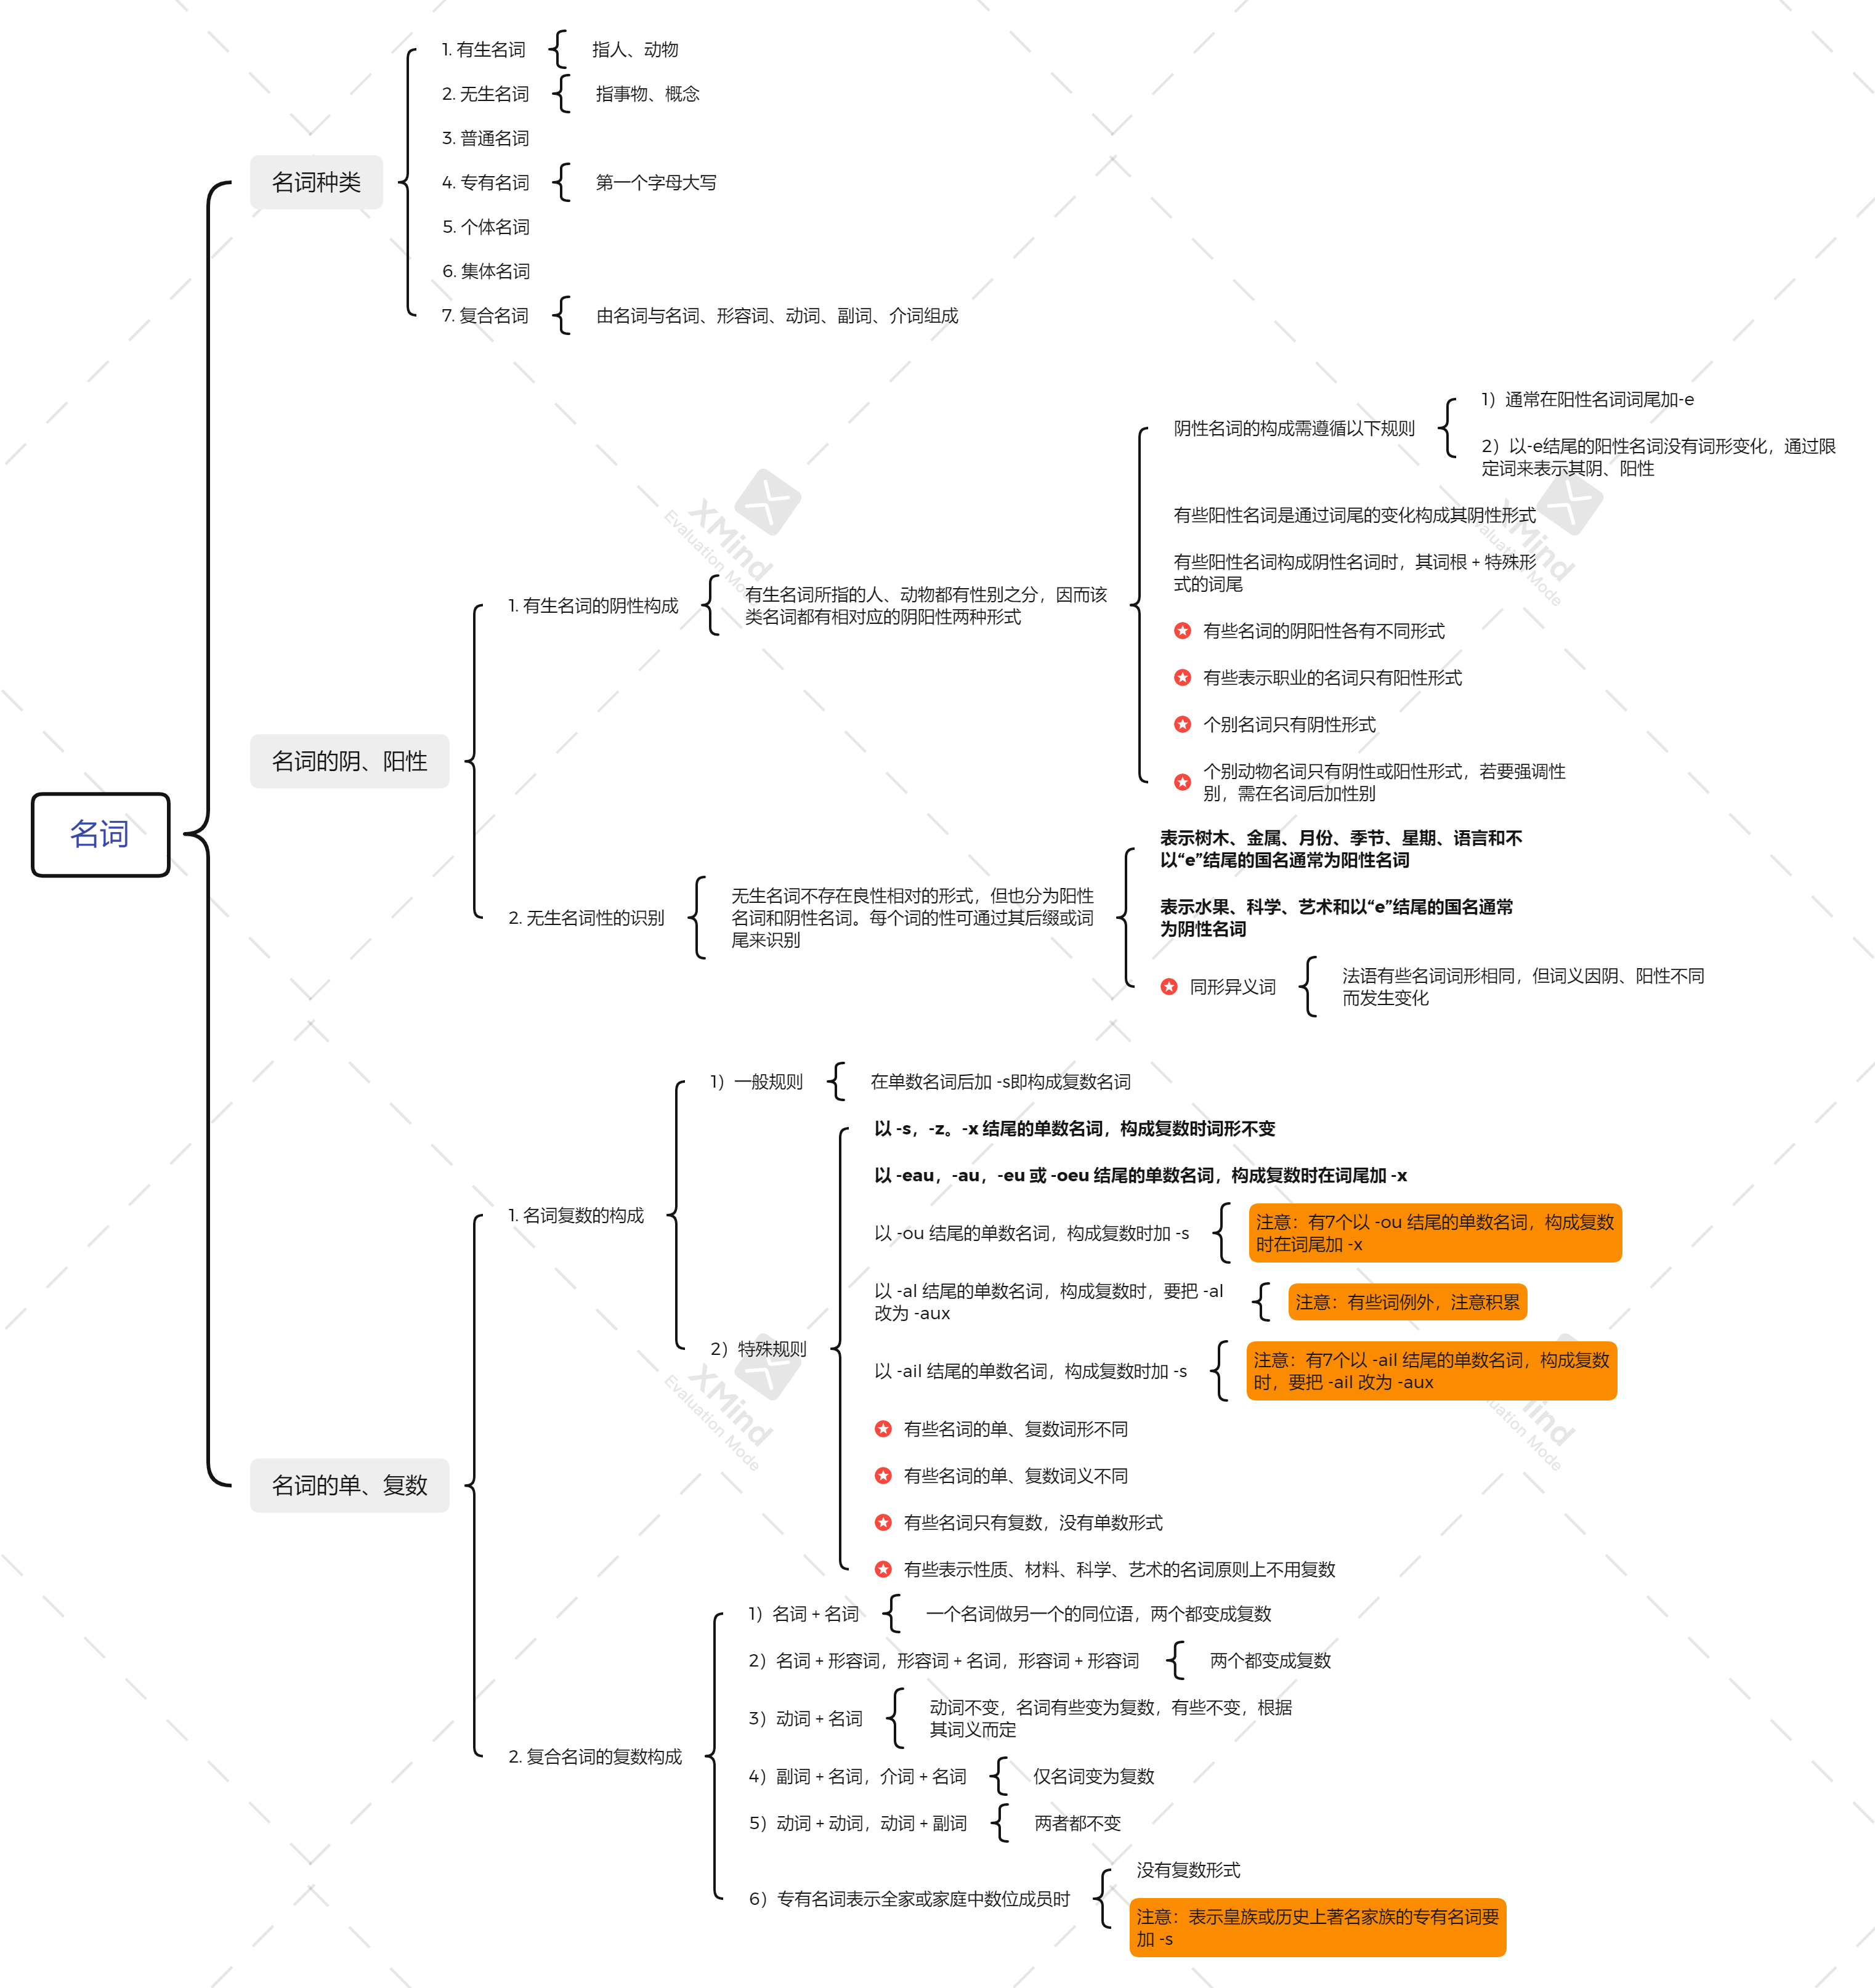 名词
名词种类
1. 有生名词
指人、动物
2. 无生名词
指事物、概念
3. 普通名词
4. 专有名词
第一个字母大写
5. 个体名词
6. 集体名词
7. 复合名词
由名词与名词、形容词、动词、副词、介词组成
名词的阴、阳性
1. 有生名词的阴性构成
有生名词所指的人、动物都有性别之分，因而该
类名词都有相对应的阴阳性两种形式
阴性名词的构成需遵循以下规则
1）通常在阳性名词词尾加-e
2）以-e结尾的阳性名词没有词形变化，通过限
定词来表示其阴、阳性
有些阳性名词是通过词尾的变化构成其阴性形式
有些阳性名词构成阴性名词时，其词根 + 特殊形
式的词尾
有些名词的阴阳性各有不同形式
有些表示职业的名词只有阳性形式
个别名词只有阴性形式
个别动物名词只有阴性或阳性形式，若要强调性
别，需在名词后加性别
2. 无生名词性的识别
无生名词不存在良性相对的形式，但也分为阳性
名词和阴性名词。每个词的性可通过其后缀或词
尾来识别
表示树木、金属、月份、季节、星期、语言和不
以“e”结尾的国名通常为阳性名词
表示水果、科学、艺术和以“e”结尾的国名通常
为阴性名词
同形异义词
法语有些名词词形相同，但词义因阴、阳性不同
而发生变化
名词的单、复数
1. 名词复数的构成
1）一般规则
在单数名词后加 -s即构成复数名词
2）特殊规则
以 -s，-z。-x 结尾的单数名词，构成复数时词形不变
以 -eau，-au，-eu 或 -oeu 结尾的单数名词，构成复数时在词尾加 -x
以 -ou 结尾的单数名词，构成复数时加 -s
注意：有7个以 -ou 结尾的单数名词，构成复数
时在词尾加 -x
以 -al 结尾的单数名词，构成复数时，要把 -al
改为 -aux
注意：有些词例外，注意积累
以 -ail 结尾的单数名词，构成复数时加 -s
注意：有7个以 -ail 结尾的单数名词，构成复数
时，要把 -ail 改为 -aux
有些名词的单、复数词形不同
有些名词的单、复数词义不同
有些名词只有复数，没有单数形式
有些表示性质、材料、科学、艺术的名词原则上不用复数
2. 复合名词的复数构成
1）名词 + 名词
一个名词做另一个的同位语，两个都变成复数
2）名词 + 形容词，形容词 + 名词，形容词 + 形容词
两个都变成复数
3）动词 + 名词
动词不变，名词有些变为复数，有些不变，根据
其词义而定
4）副词 + 名词，介词 + 名词
仅名词变为复数
5）动词 + 动词，动词 + 副词
两者都不变
6）专有名词表示全家或家庭中数位成员时
没有复数形式
注意：表示皇族或历史上著名家族的专有名词要
加 -s
XMind
Evaluation Mode
XMind
Evaluation Mode
XMind
Evaluation Mode